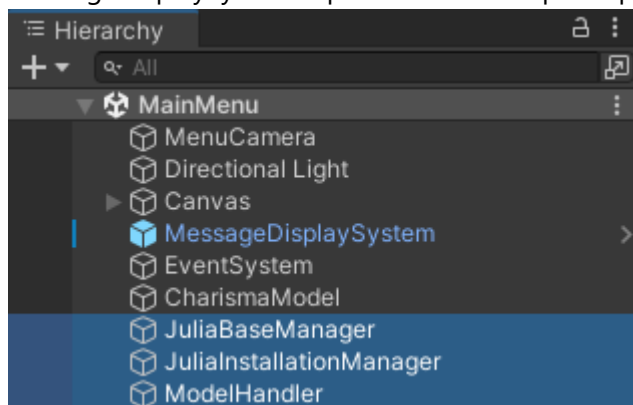 Hierarchy
All
MainMenu
MenuCamera
Directional Light
Canvas
MessageDisplaySystem
EventSystem
CharismaModel
JuliaBaseManager
JuliaInstallationManager
ModelHandler